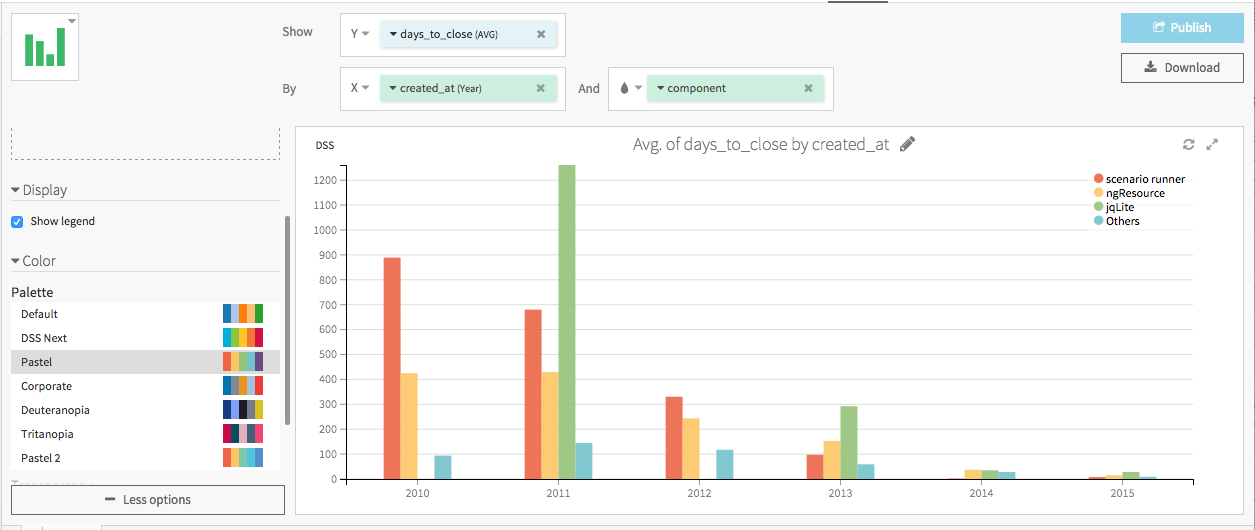 Show
Y
days_to_close (AVG)
Publish
By
X
created_at (Year)
And
component
Download
Display
Show legend
Color
Palette
Default
DSS Next
Pastel
Corporate
Deuteranopia
Tritanopia
Pastel 2
Less options
DSS
Avg. of days_to_close by created_at
scenario runner
ngResource
jqLite
Others
1200
1100
1000
900
800
700
600
500
400
300
200
100
0
2010 2011 2012 2013 2014 2015